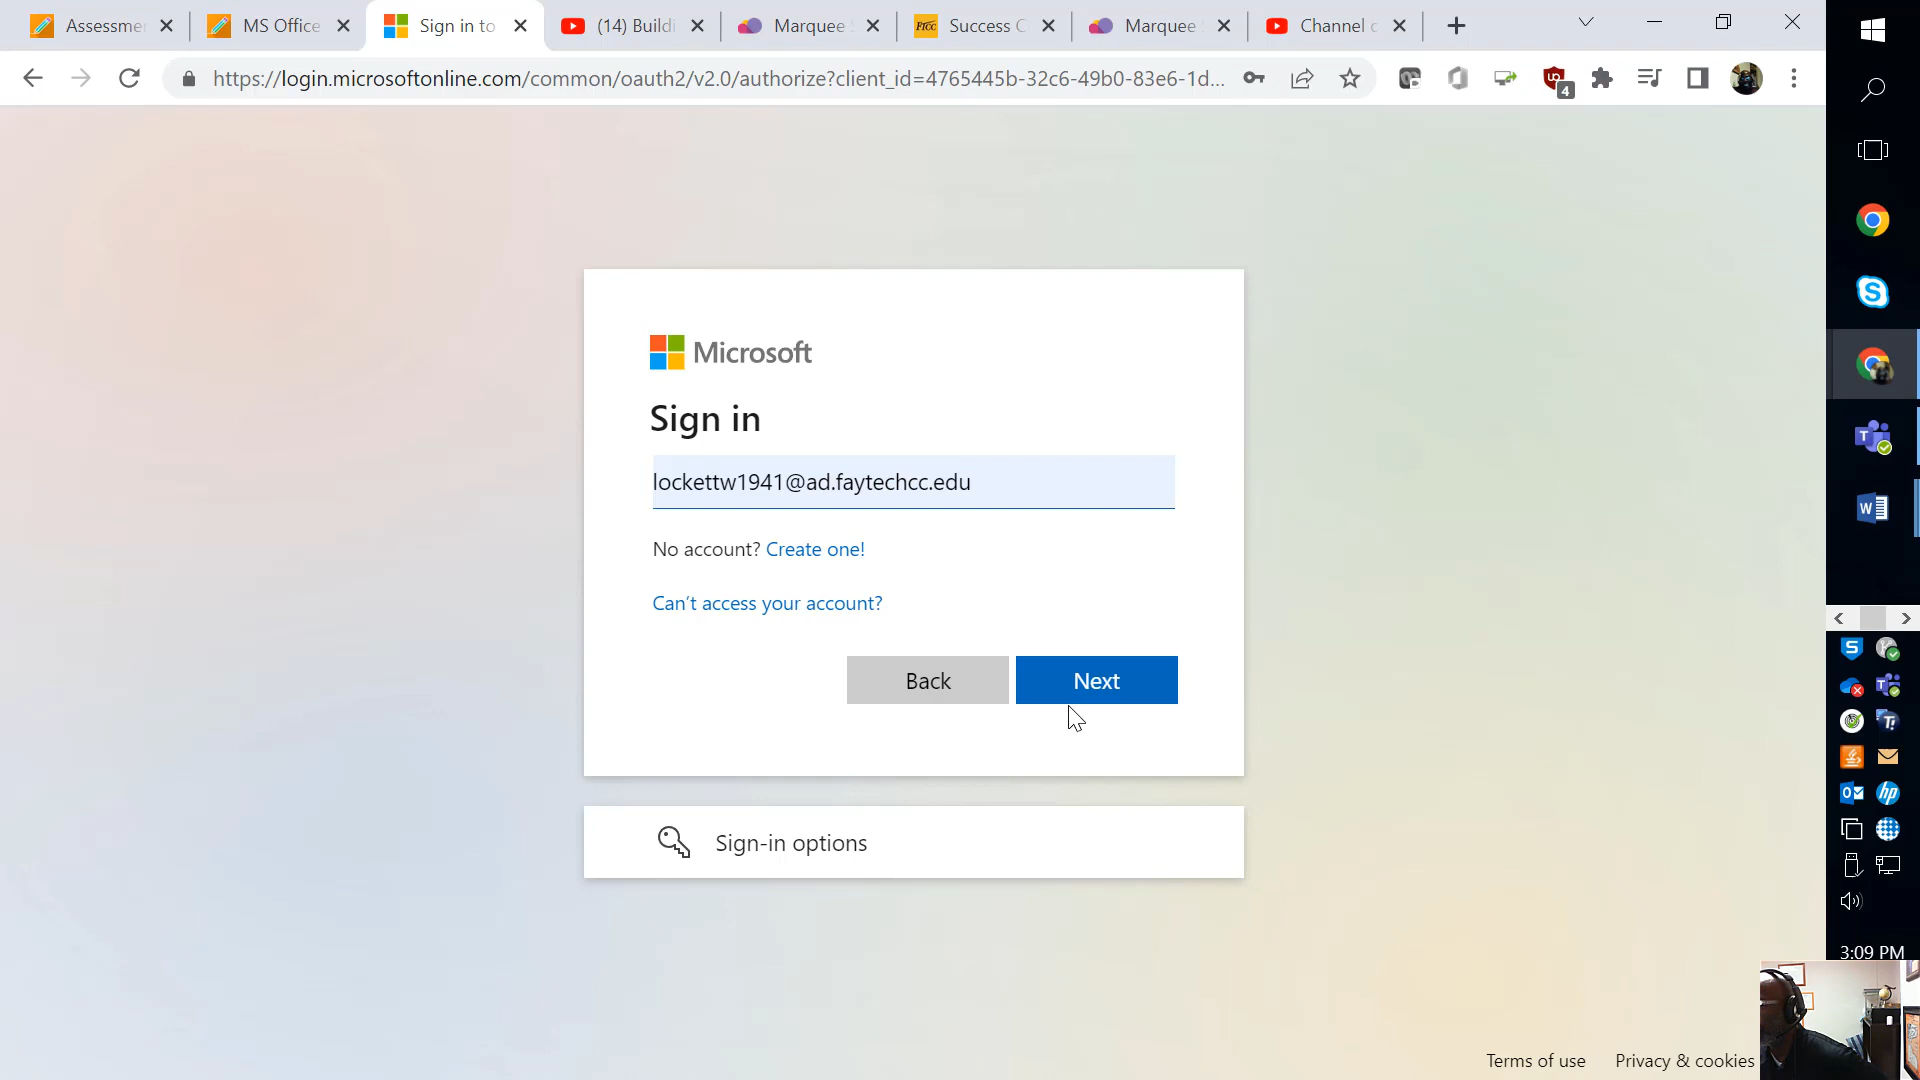 Assessmen
MS Office
Sign in to
(14) Buildi
Marquee S
Success C
Marquee S
Channel c
https://login.microsoftonline.com/common/oauth2/v2.0/authorize?client_id=4765445b-32c6-49b0-83e6-1d...
4
Microsoft
Sign in
lockettw1941@ad.faytechcc.edu
No account? Create one!
Can't access your account?
Back
Next
Sign-in options
3:09 PM
Terms of use
Privacy & cookies